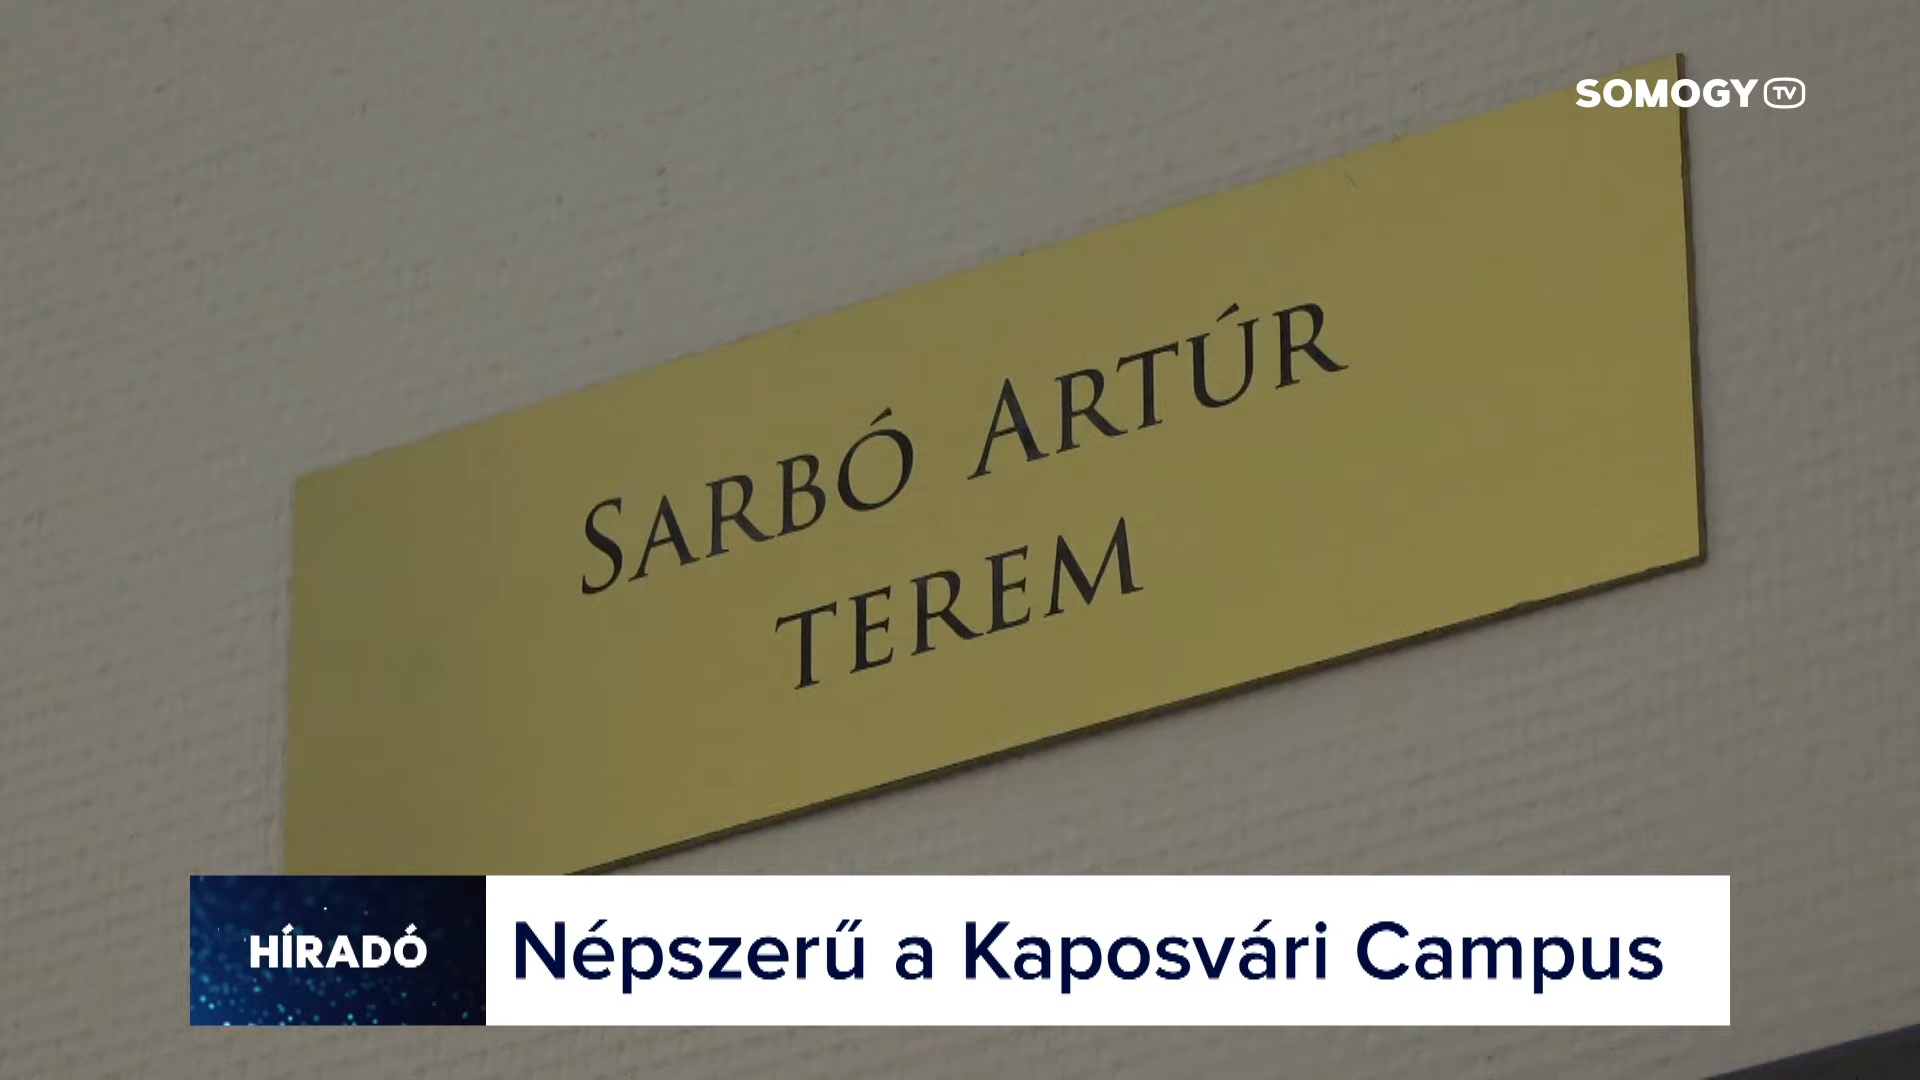 SOMOGY TV
SARBÓ ARTÚR
TEREM
HÍRADÓ
Népszerű a Kaposvári Campus